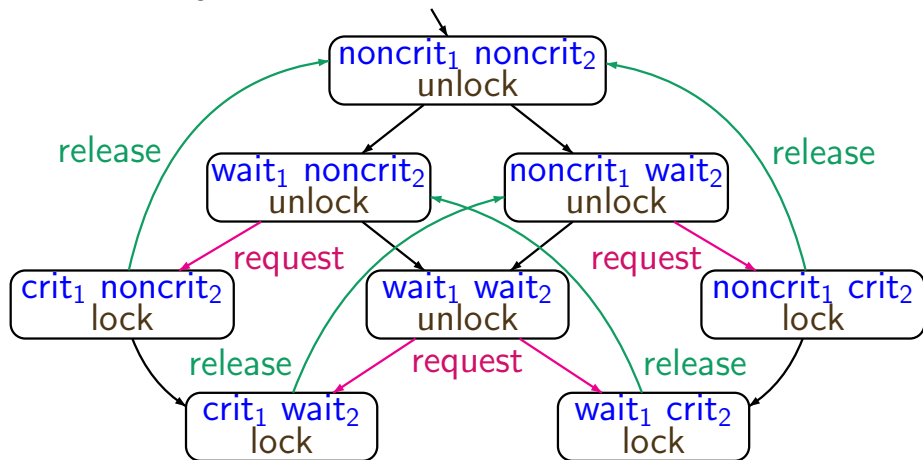 noncrit₁ noncrit₂
unlock
release
release
wait₁ noncrit₂
unlock
noncrit₁ wait₂
unlock
request
request
crit₁ noncrit₂
lock
wait₁ wait₂
unlock
noncrit₁ crit₂
lock
release
request
release
crit₁ wait₂
lock
wait₁ crit₂
lock